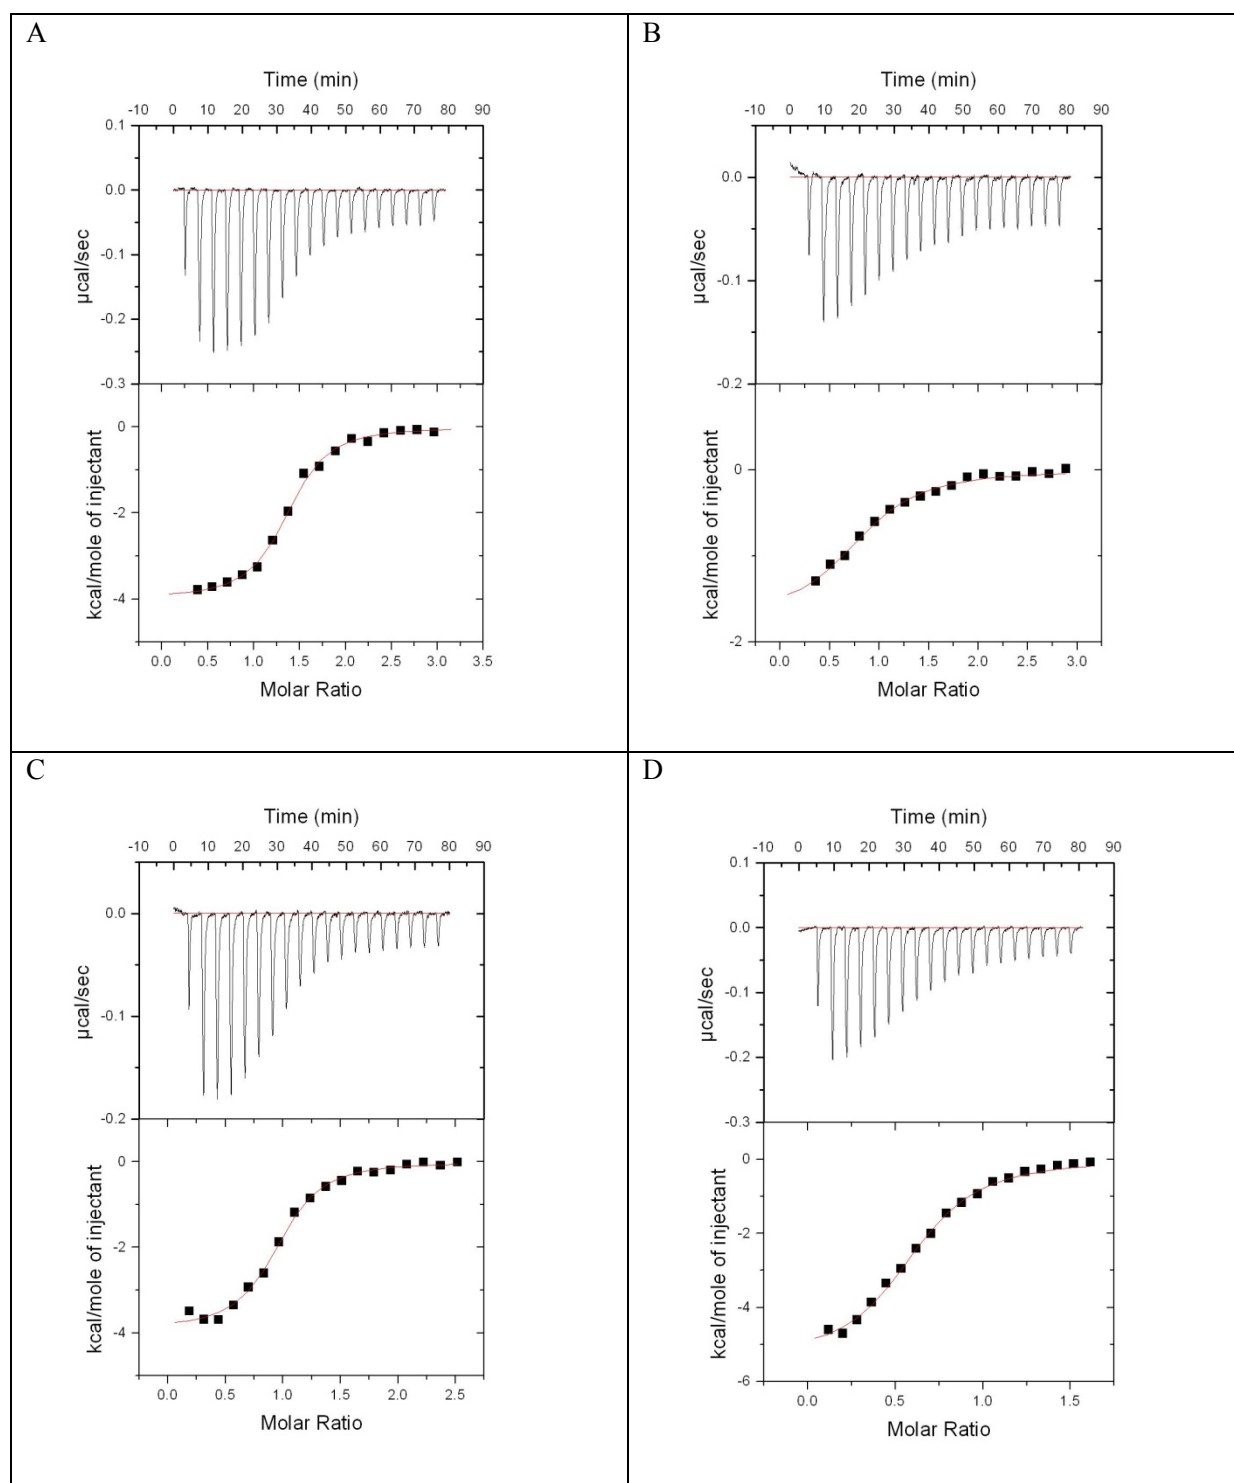 A
Time (min)
-10 0 10 20 30 40 50 60 70 80 90
0.1
0.0
-0.1
-0.2
-0.3
µcal/sec
0
-2
-4
kcal/mole of injectant
0.0 0.5 1.0 1.5 2.0 2.5 3.0 3.5
Molar Ratio
B
Time (min)
-10 0 10 20 30 40 50 60 70 80 90
0.0
-0.1
-0.2
µcal/sec
0
-2
kcal/mole of injectant
0.0 0.5 1.0 1.5 2.0 2.5 3.0
Molar Ratio
C
Time (min)
-10 0 10 20 30 40 50 60 70 80 90
0.0
-0.1
-0.2
µcal/sec
0
-2
-4
kcal/mole of injectant
0.0 0.5 1.0 1.5 2.0 2.5
Molar Ratio
D
Time (min)
-10 0 10 20 30 40 50 60 70 80 90
0.1
0.0
-0.1
-0.2
-0.3
µcal/sec
0
-2
-4
-6
kcal/mole of injectant
0.0 0.5 1.0 1.5
Molar Ratio